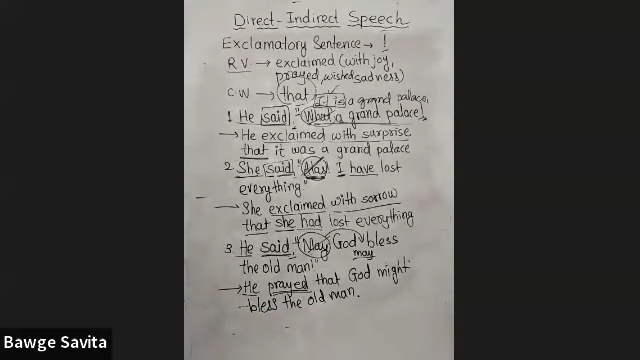 Direct-Indirect Speech
Exclamatory Sentence → !
R.V. → exclaimed (with joy,
prayed, wished sadness)
C.W → that
It is a grand palace.
1. He said, "What a grand palace!
→ He exclaimed with surprise
that it was a grand palace
2. She said "Alas I have lost
everything"
→ She exclaimed with sorrow
that she had lost everything
3. He said, "May God bless
may
the old man!"
→ He prayed that God might
bless the old man.
Bawge Savita